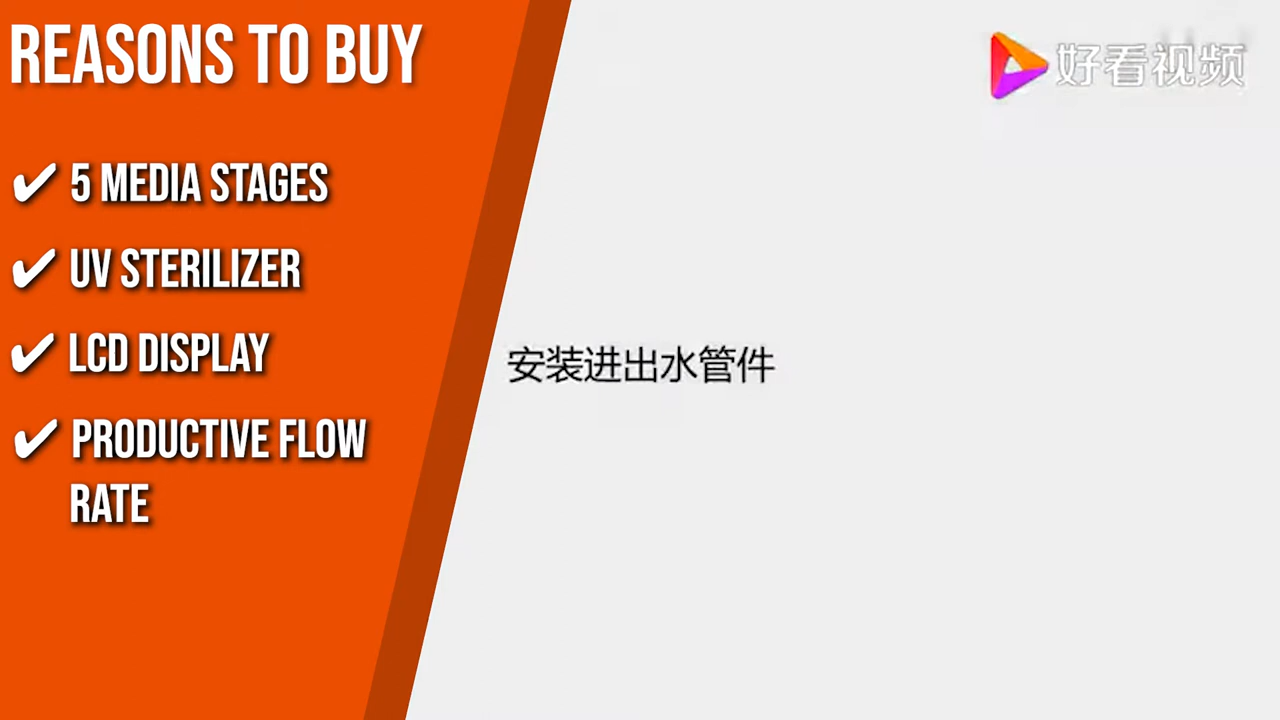 REASONS TO BUY
✔ 5 MEDIA STAGES
✔ UV STERILIZER
✔ LCD DISPLAY
✔ PRODUCTIVE FLOW
RATE
好看视频
安装进出水管件